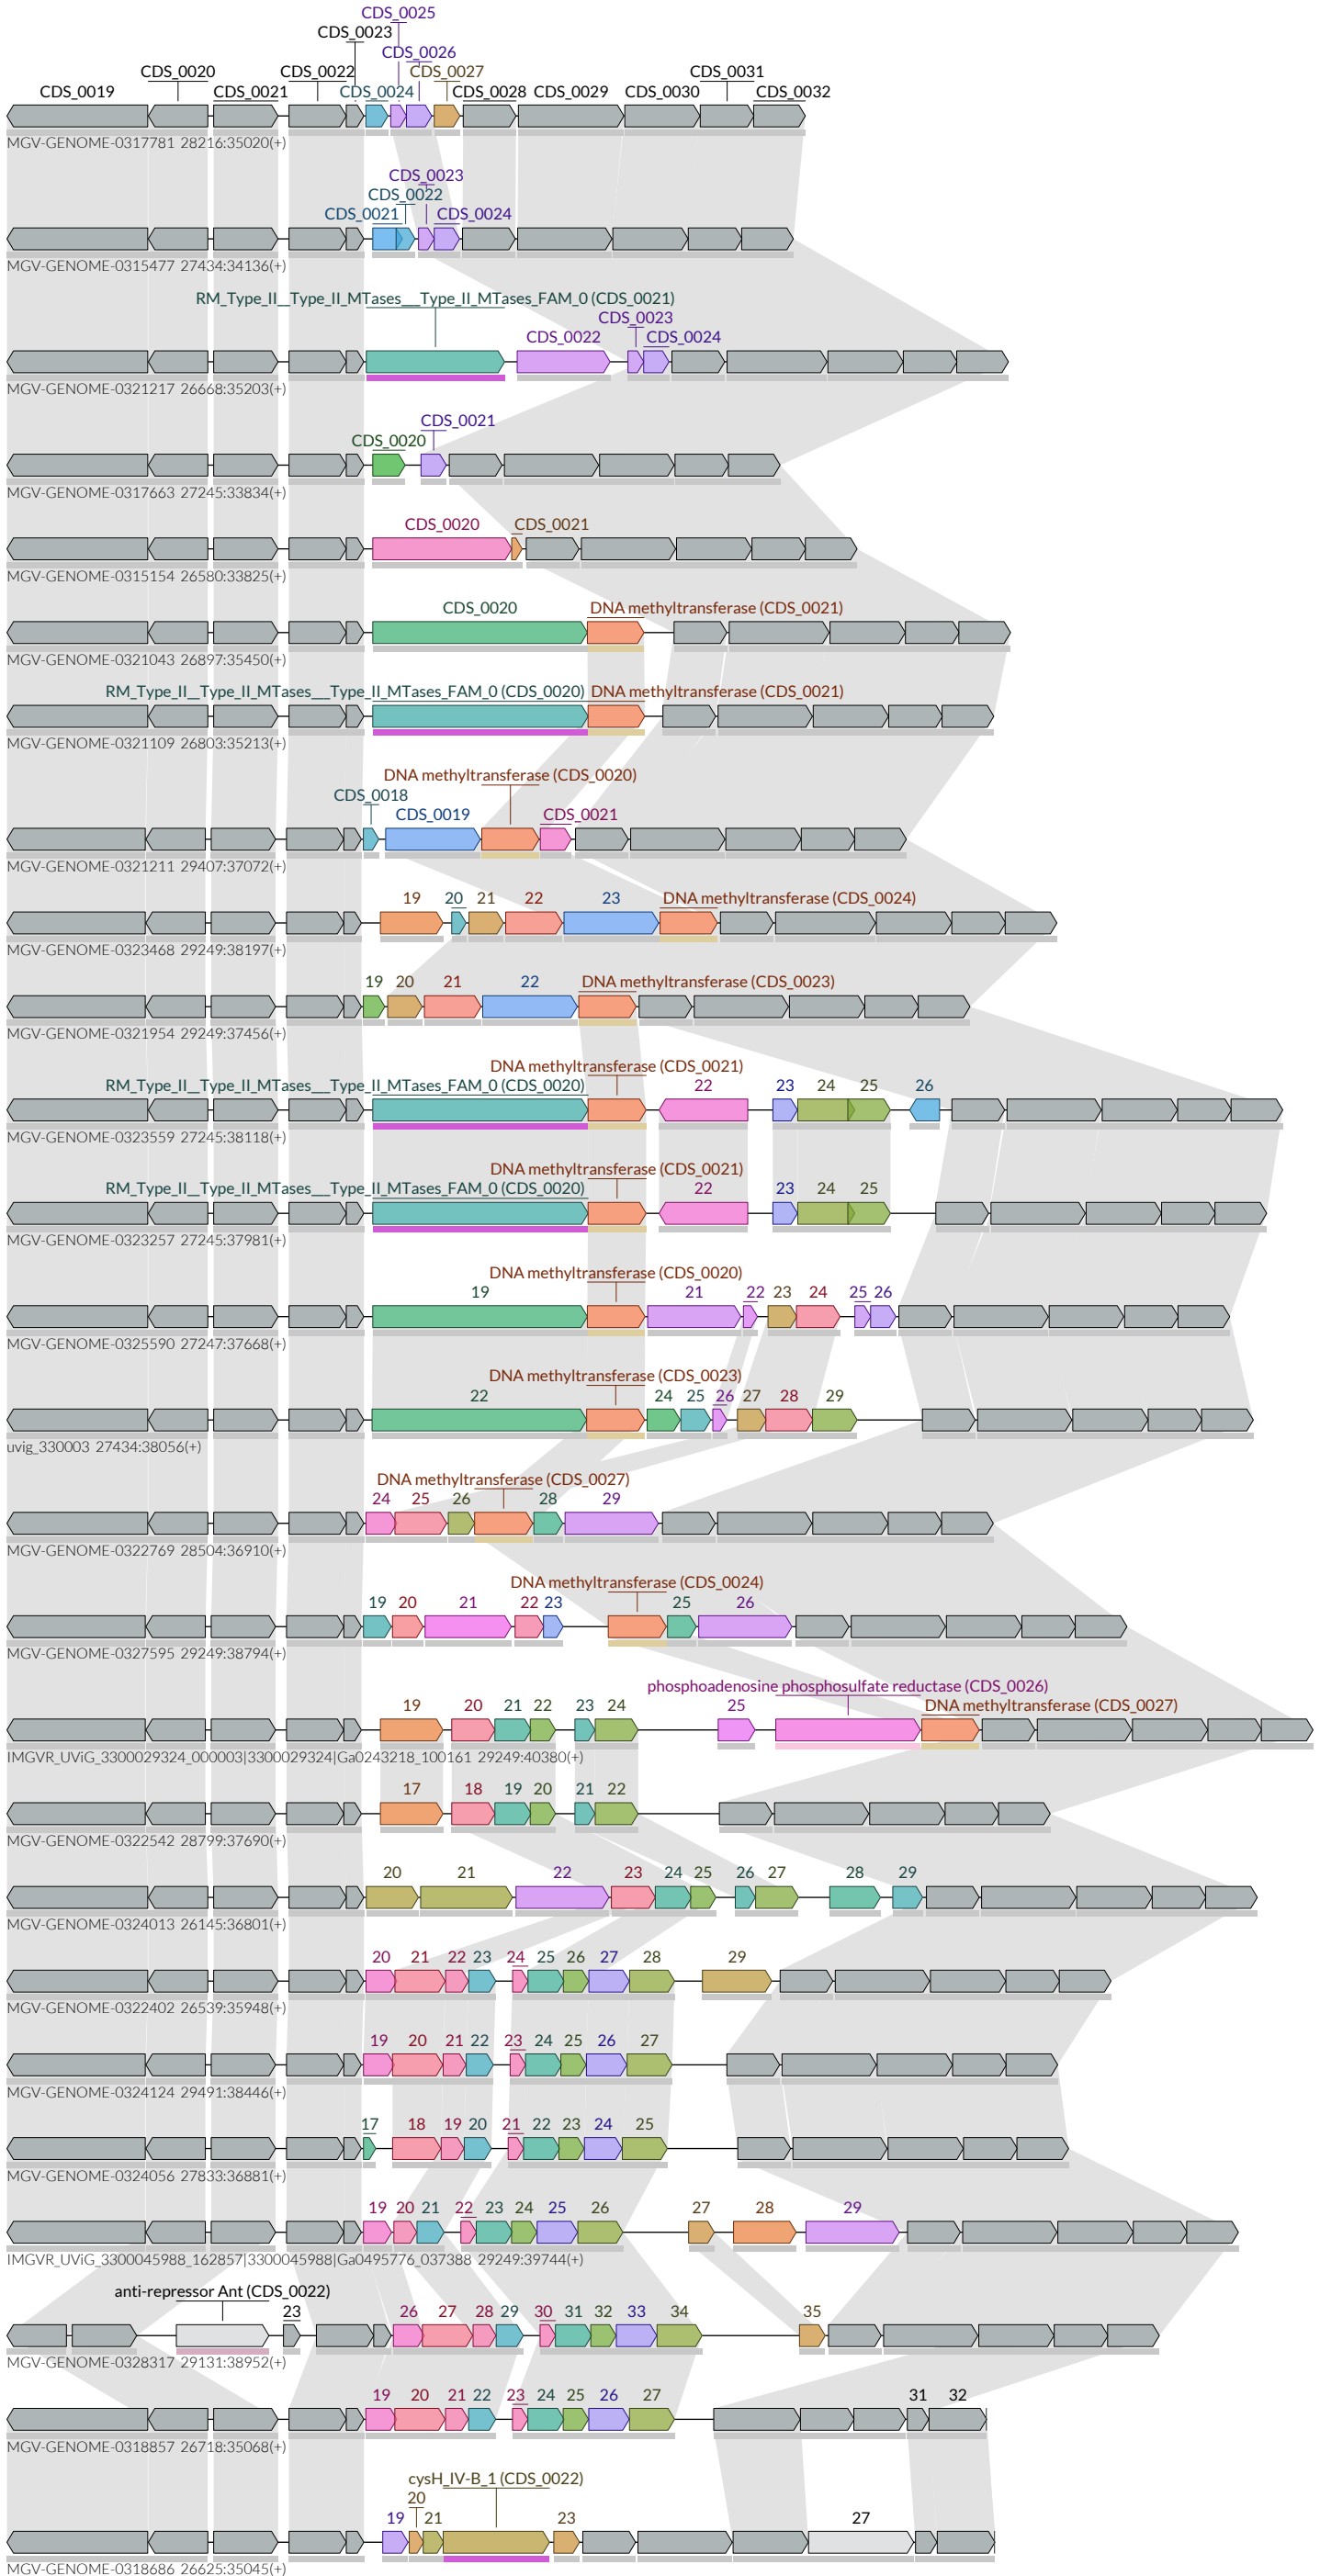 CDS_0025
CDS_0023
CDS_0026
CDS_0020 CDS_0022 CDS_0027 CDS_0031
CDS_0019 CDS_0021 CDS_0024 CDS_0028 CDS_0029 CDS_0030 CDS_0032
MGV-GENOME-0317781 28216:35020(+)
CDS_0023
CDS_0022
CDS_0021 CDS_0024
MGV-GENOME-0315477 27434:34136(+)
RM_Type_II__Type_II_MTases___Type_II_MTases_FAM_0 (CDS_0021)
CDS_0023
CDS_0022 CDS_0024
MGV-GENOME-0321217 26668:35203(+)
CDS_0021
CDS_0020
MGV-GENOME-0317663 27245:33834(+)
CDS_0020 CDS_0021
MGV-GENOME-0315154 26580:33825(+)
CDS_0020 DNA methyltransferase (CDS_0021)
MGV-GENOME-0321043 26897:35450(+)
RM_Type_II__Type_II_MTases___Type_II_MTases_FAM_0 (CDS_0020) DNA methyltransferase (CDS_0021)
MGV-GENOME-0321109 26803:35213(+)
DNA methyltransferase (CDS_0020)
CDS_0018
CDS_0019 CDS_0021
MGV-GENOME-0321211 29407:37072(+)
19 20 21 22 23 DNA methyltransferase (CDS_0024)
MGV-GENOME-0323468 29249:38197(+)
19 20 21 22 DNA methyltransferase (CDS_0023)
MGV-GENOME-0321954 29249:37456(+)
DNA methyltransferase (CDS_0021)
RM_Type_II__Type_II_MTases___Type_II_MTases_FAM_0 (CDS_0020) 22 23 24 25 26
MGV-GENOME-0323559 27245:38118(+)
DNA methyltransferase (CDS_0021)
RM_Type_II__Type_II_MTases___Type_II_MTases_FAM_0 (CDS_0020) 22 23 24 25
MGV-GENOME-0323257 27245:37981(+)
DNA methyltransferase (CDS_0020)
19 21 22 23 24 25 26
MGV-GENOME-0325590 27247:37668(+)
DNA methyltransferase (CDS_0023)
22 24 25 26 27 28 29
uvig_330003 27434:38056(+)
DNA methyltransferase (CDS_0027)
24 25 26 28 29
MGV-GENOME-0322769 28504:36910(+)
DNA methyltransferase (CDS_0024)
19 20 21 22 23 25 26
MGV-GENOME-0327595 29249:38794(+)
phosphoadenosine phosphosulfate reductase (CDS_0026)
19 20 21 22 23 24 25 DNA methyltransferase (CDS_0027)
IMGVR_UViG_3300029324_000003|3300029324|Ga0243218_100161 29249:40380(+)
17 18 19 20 21 22
MGV-GENOME-0322542 28799:37690(+)
20 21 22 23 24 25 26 27 28 29
MGV-GENOME-0324013 26145:36801(+)
20 21 22 23 24 25 26 27 28 29
MGV-GENOME-0322402 26539:35948(+)
19 20 21 22 23 24 25 26 27
MGV-GENOME-0324124 29491:38446(+)
17 18 19 20 21 22 23 24 25
MGV-GENOME-0324056 27833:36881(+)
19 20 21 22 23 24 25 26 27 28 29
IMGVR_UViG_3300045988_162857|3300045988|Ga0495776_037388 29249:39744(+)
anti-repressor Ant (CDS_0022)
23 26 27 28 29 30 31 32 33 34 35
MGV-GENOME-0328317 29131:38952(+)
19 20 21 22 23 24 25 26 27 31 32
MGV-GENOME-0318857 26718:35068(+)
cysH_IV-B_1 (CDS_0022)
20
19 21 23 27
MGV-GENOME-0318686 26625:35045(+)